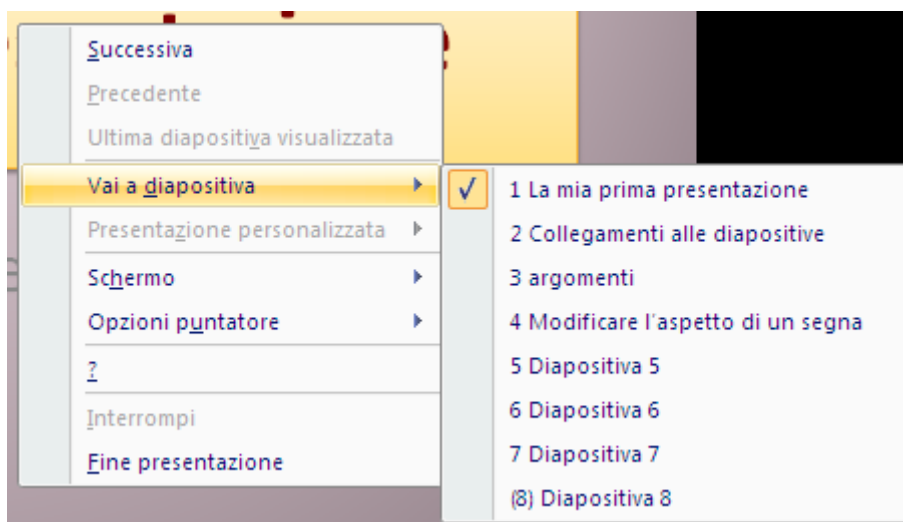 Successiva
Precedente
Ultima diapositiva visualizzata
Vai a diapositiva
Presentazione personalizzata
Schermo
Opzioni puntatore
?
Interrompi
Fine presentazione
1 La mia prima presentazione
2 Collegamenti alle diapositive
3 argomenti
4 Modificare l'aspetto di un segna
5 Diapositiva 5
6 Diapositiva 6
7 Diapositiva 7
(8) Diapositiva 8